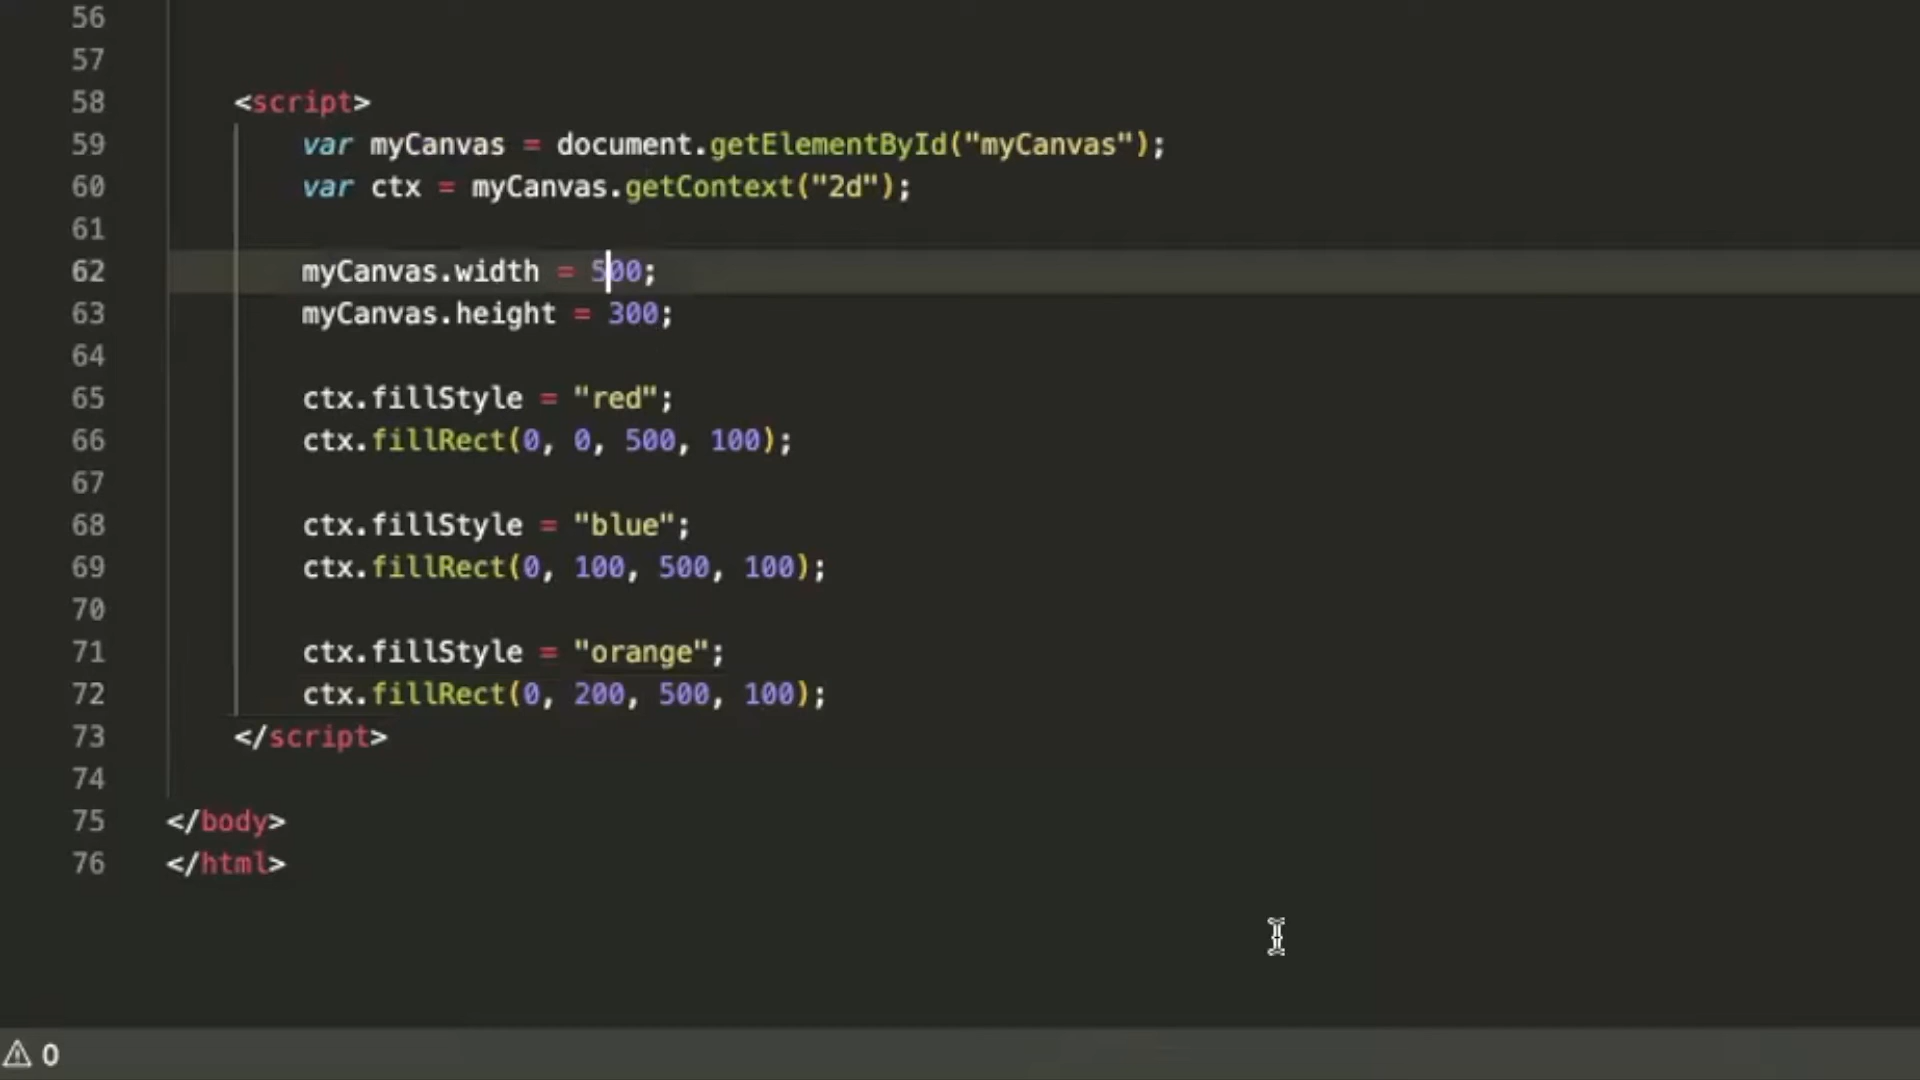 56
57
58 <script>
59 var myCanvas = document.getElementById("myCanvas");
60 var ctx = myCanvas.getContext("2d");
61
62 myCanvas.width = 500;
63 myCanvas.height = 300;
64
65 ctx.fillStyle = "red";
66 ctx.fillRect(0, 0, 500, 100);
67
68 ctx.fillStyle = "blue";
69 ctx.fillRect(0, 100, 500, 100);
70
71 ctx.fillStyle = "orange";
72 ctx.fillRect(0, 200, 500, 100);
73 </script>
74
75 </body>
76 </html>
0